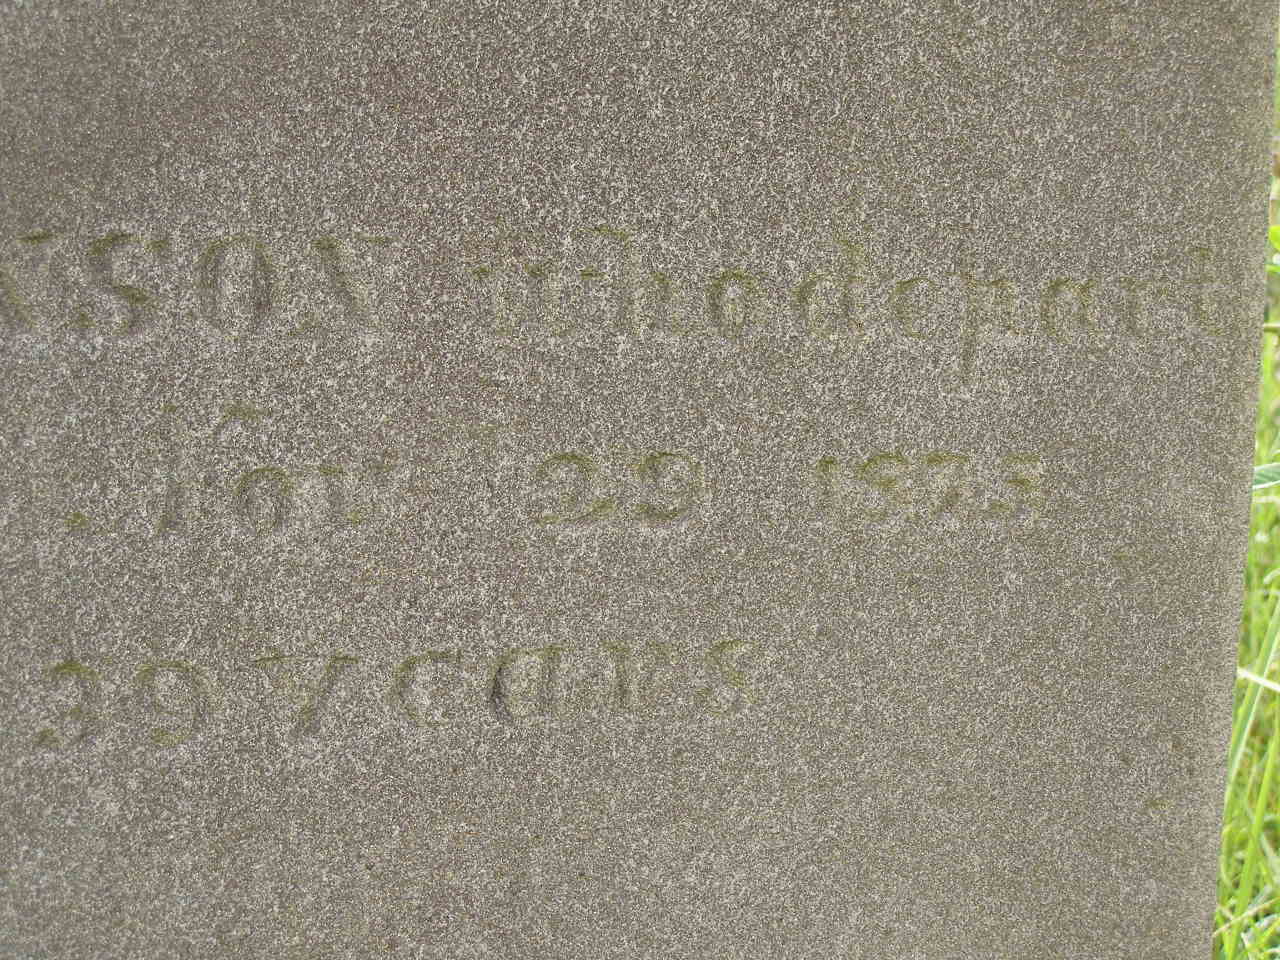 NSON who depart
Nov 29 1873
39 Years